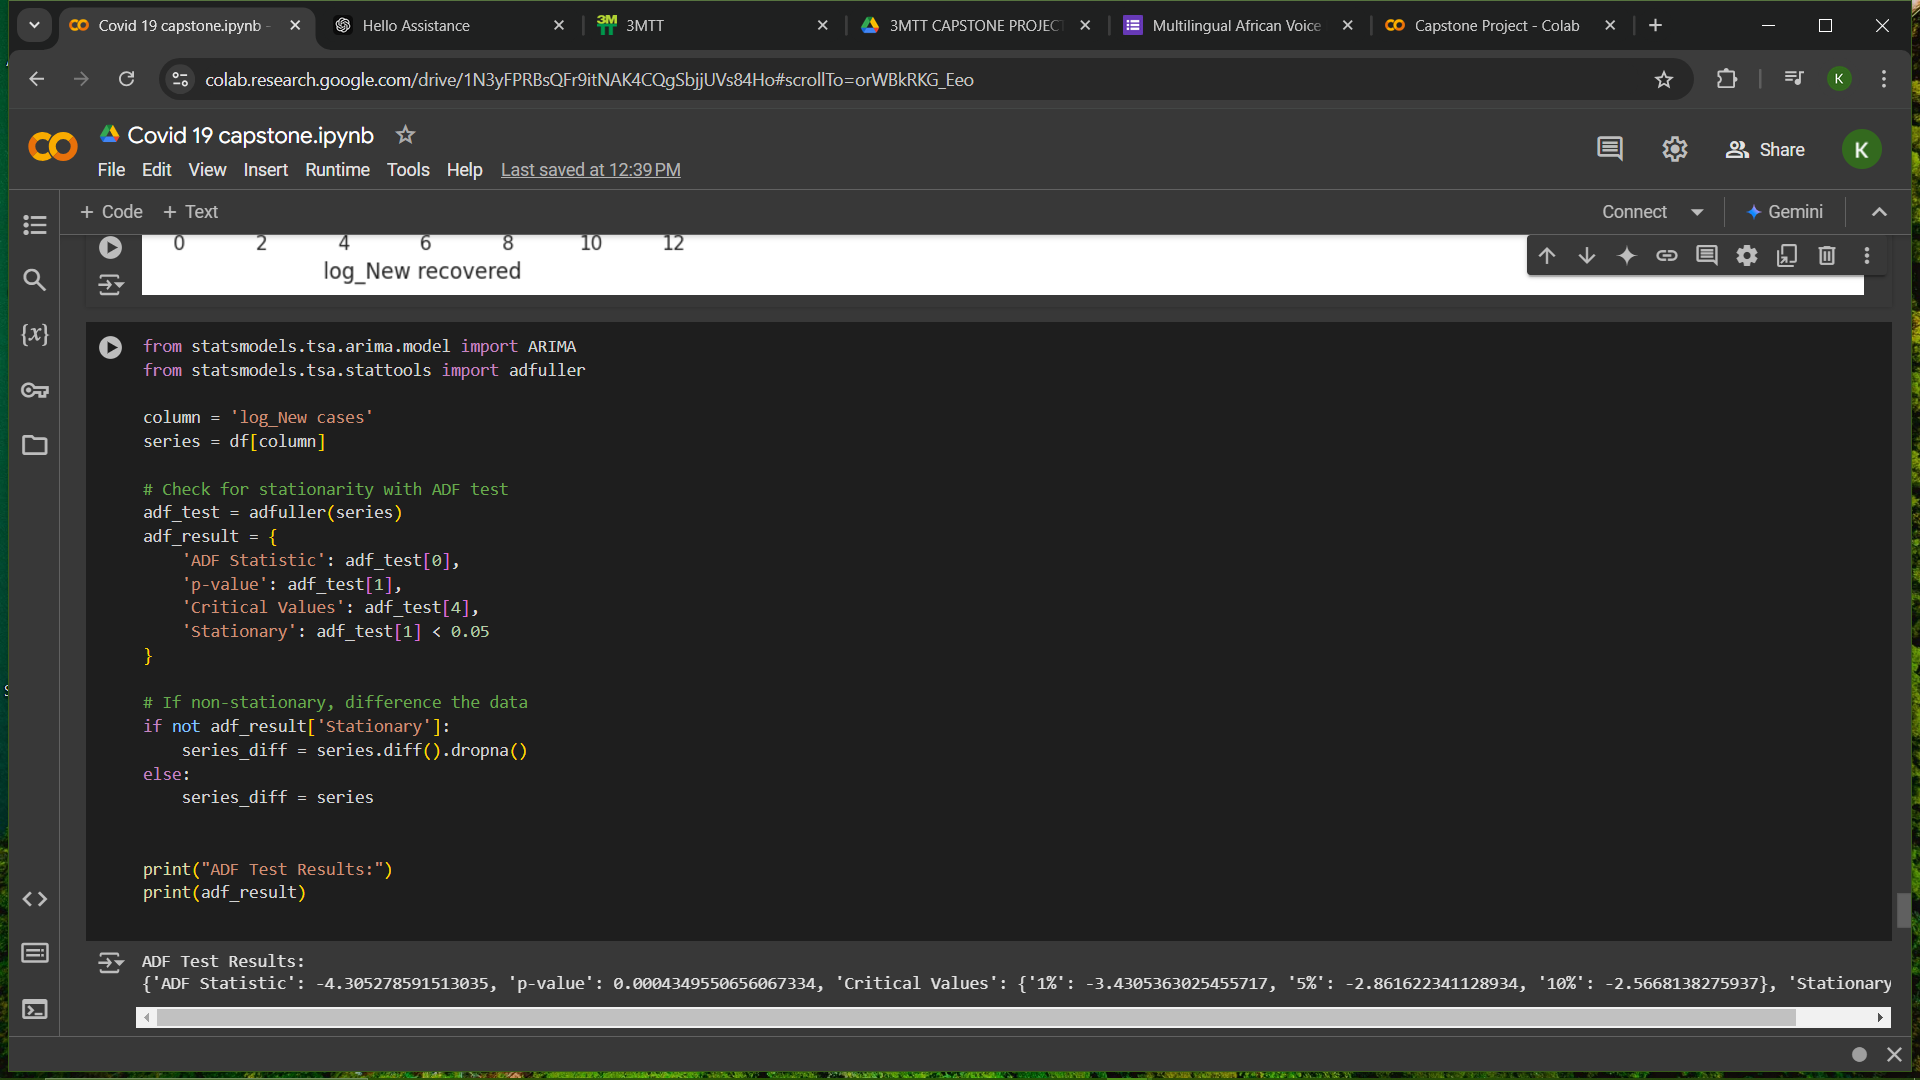 Covid 19 capstone.ipynb -
Hello Assistance
3M
3MTT
3MTT CAPSTONE PROJEC
Multilingual African Voice
Capstone Project - Colab
colab.research.google.com/drive/1N3yFPRBsQFr9itNAK4CQgSbjjUVs84Ho#scrollTo=orWBkRKG_Eeo
K
Covid 19 capstone.ipynb
File Edit View Insert Runtime Tools Help Last saved at 12:39 PM
Share
K
+ Code + Text
Connect
Gemini
0 2 4 6 8 10 12
log_New recovered
from statsmodels.tsa.arima.model import ARIMA
from statsmodels.tsa.stattools import adfuller
column = 'log_New cases'
series = df[column]
# Check for stationarity with ADF test
adf_test = adfuller(series)
adf_result = {
'ADF Statistic': adf_test[0],
'p-value': adf_test[1],
'Critical Values': adf_test[4],
'Stationary': adf_test[1] < 0.05
}
# If non-stationary, difference the data
if not adf_result['Stationary']:
series_diff = series.diff().dropna()
else:
series_diff = series
print("ADF Test Results:")
print(adf_result)
ADF Test Results:
{'ADF Statistic': -4.305278591513035, 'p-value': 0.0004349550656067334, 'Critical Values': {'1%': -3.4305363025455717, '5%': -2.861622341128934, '10%': -2.5668138275937}, 'Stationary